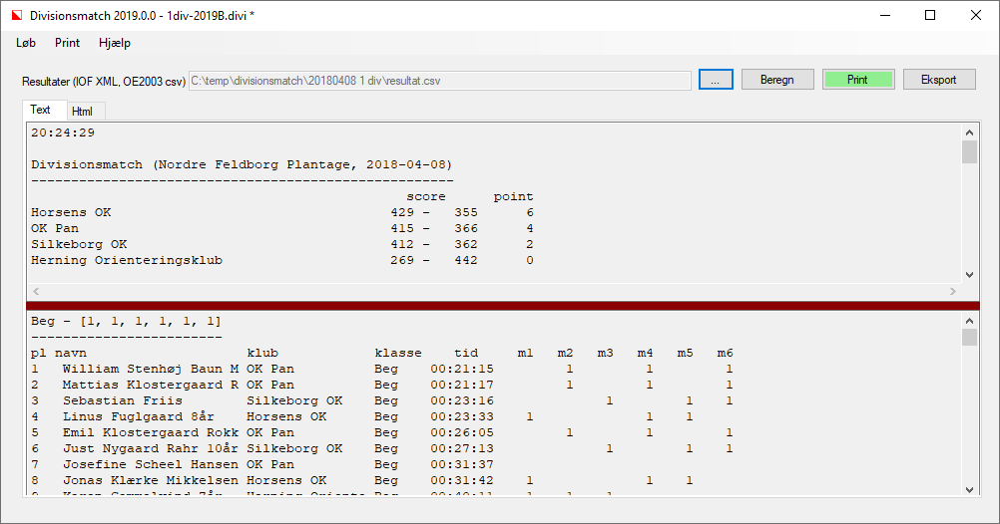 Divisionsmatch 2019.0.0 - 1div-2019B.divi *
Løb Print Hjælp
Resultater (IOF XML, OE2003 csv) C:\temp\divisionsmatch\20180408 1 div\resultat.csv ... Beregn Print Eksport
Text Html
20:24:29
Divisionsmatch (Nordre Feldborg Plantage, 2018-04-08)
-----------------------------------------------------
score point
Horsens OK 429 - 355 6
OK Pan 415 - 366 4
Silkeborg OK 412 - 362 2
Herning Orienteringsklub 269 - 442 0
Beg - [1, 1, 1, 1, 1, 1]
------------------------
pl navn klub klasse tid m1 m2 m3 m4 m5 m6
1 William Stenhøj Baun M OK Pan Beg 00:21:15 1 1 1
2 Mattias Klostergaard R OK Pan Beg 00:21:17 1 1 1
3 Sebastian Friis Silkeborg OK Beg 00:23:16 1 1 1
4 Linus Fuglgaard 8år Horsens OK Beg 00:23:33 1 1 1
5 Emil Klostergaard Rokk OK Pan Beg 00:26:05 1 1 1
6 Just Nygaard Rahr 10år Silkeborg OK Beg 00:27:13 1 1 1
7 Josefine Scheel Hansen OK Pan Beg 00:31:37
8 Jonas Klærke Mikkelsen Horsens OK Beg 00:31:42 1 1 1